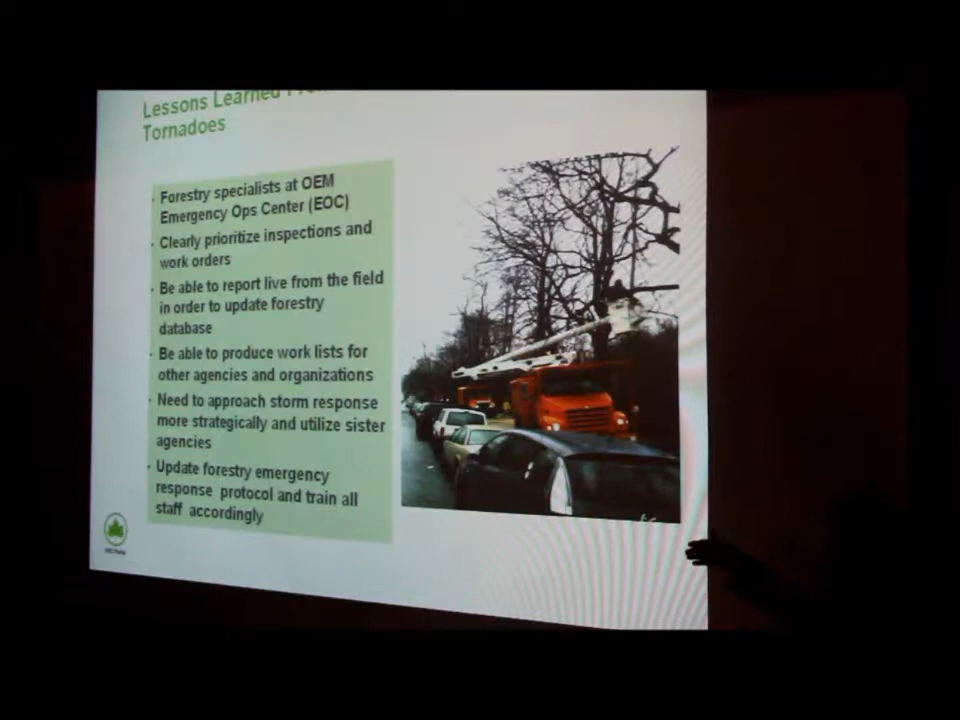 Lessons Learned From
Tornadoes
· Forestry specialists at OEM
Emergency Ops Center (EOC)
· Clearly prioritize inspections and
work orders
· Be able to report live from the field
in order to update forestry
database
· Be able to produce work lists for
other agencies and organizations
· Need to approach storm response
more strategically and utilize sister
agencies
· Update forestry emergency
response protocol and train all
staff accordingly